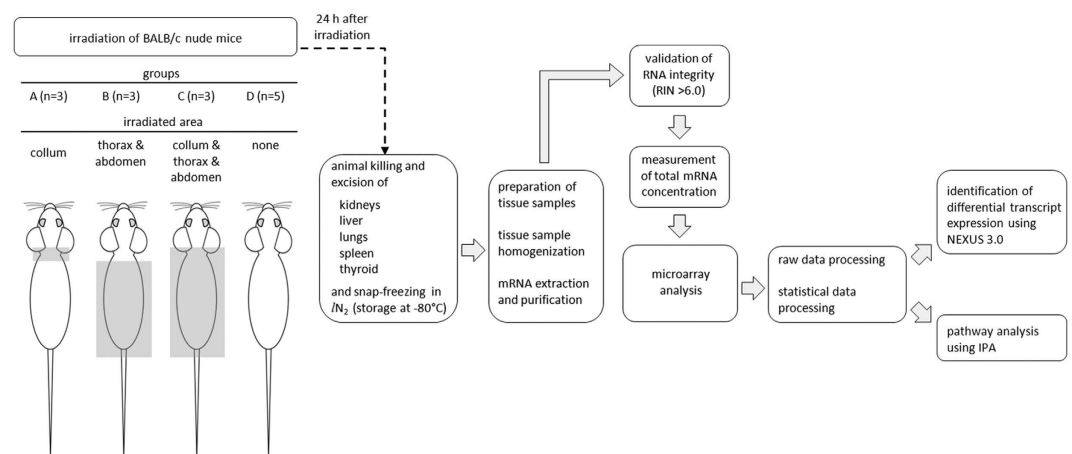 irradiation of BALB/c nude mice
24 h after
irradiation
groups
A (n=3)
B (n=3)
C (n=3)
D (n=5)
irradiated area
collum
thorax &
abdomen
collum &
thorax &
abdomen
none
animal killing and
excision of
kidneys
liver
lungs
spleen
thyroid
and snap-freezing in
lN₂ (storage at -80°C)
preparation of
tissue samples
tissue sample
homogenization
mRNA extraction
and purification
validation of
RNA integrity
(RIN >6.0)
measurement
of total mRNA
concentration
microarray
analysis
raw data processing
statistical data
processing
identification of
differential transcript
expression using
NEXUS 3.0
pathway analysis
using IPA